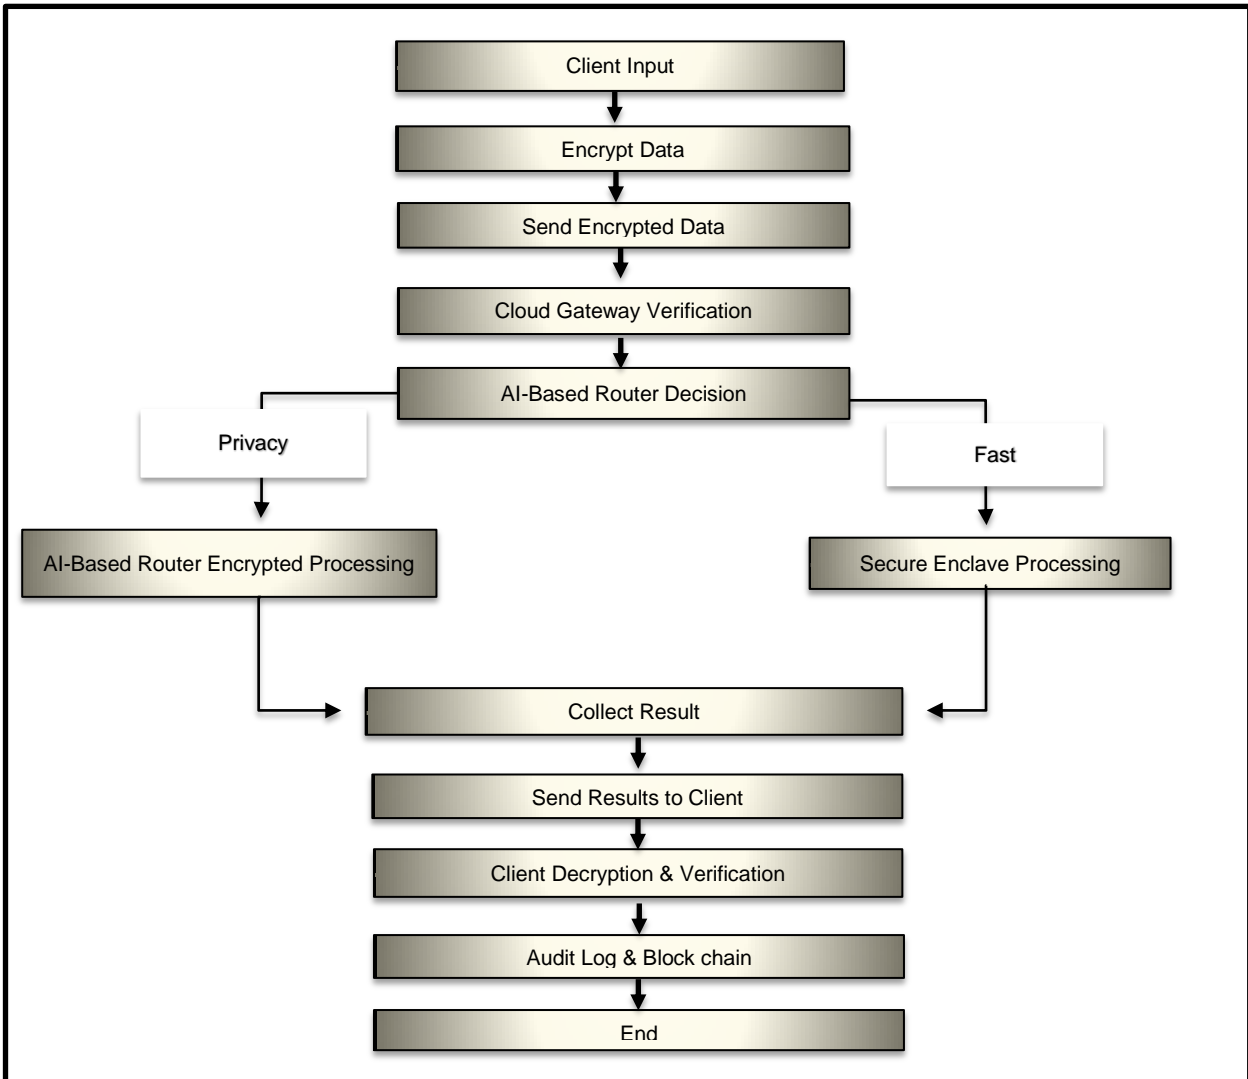 Client Input
Encrypt Data
Send Encrypted Data
Cloud Gateway Verification
AI-Based Router Decision
Privacy
Fast
AI-Based Router Encrypted Processing
Secure Enclave Processing
Collect Result
Send Results to Client
Client Decryption & Verification
Audit Log & Block chain
End